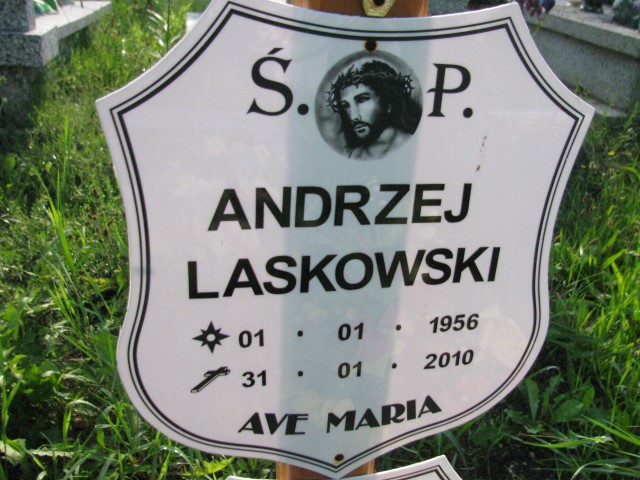 Ś. P.
ANDRZEJ
LASKOWSKI
01 · 01 · 1956
31 · 01 · 2010
AVE MARIA